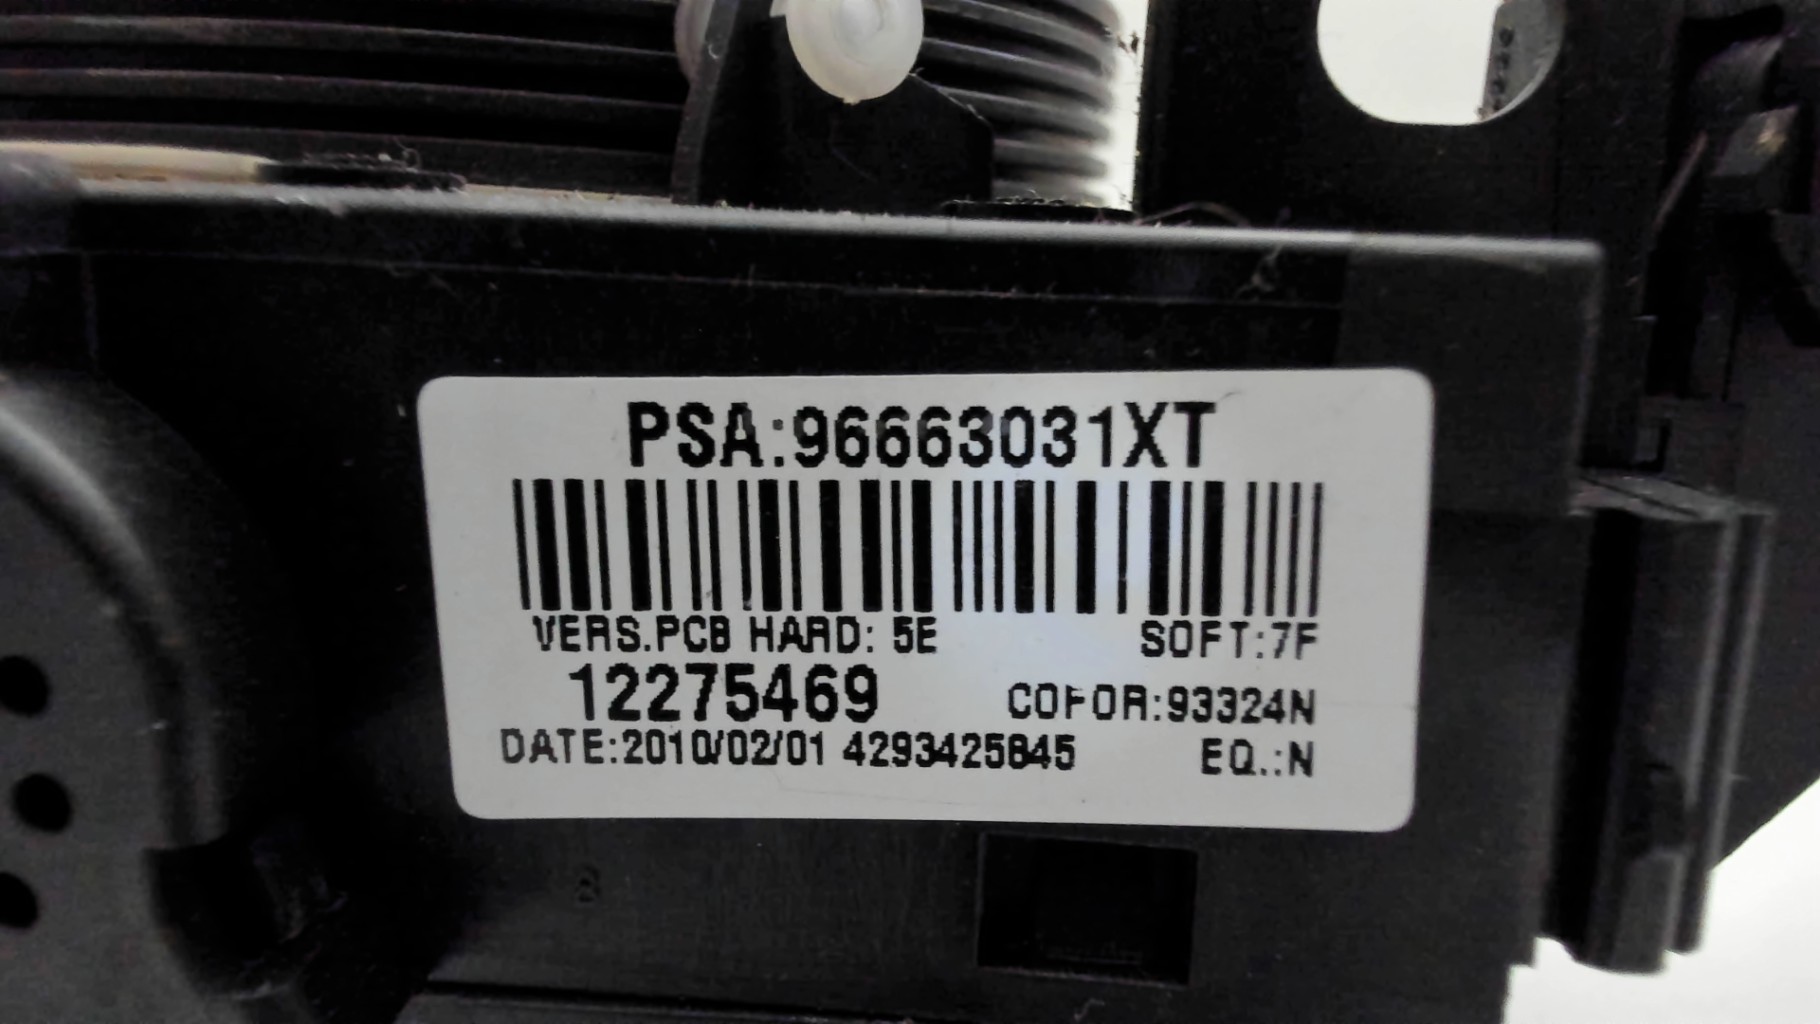 PSA:96663031XT
VERS.PCB HARD: 5E SOFT:7F
12275469 COFOR:93324N
DATE:2010/02/01 4293425845 EQ.:N